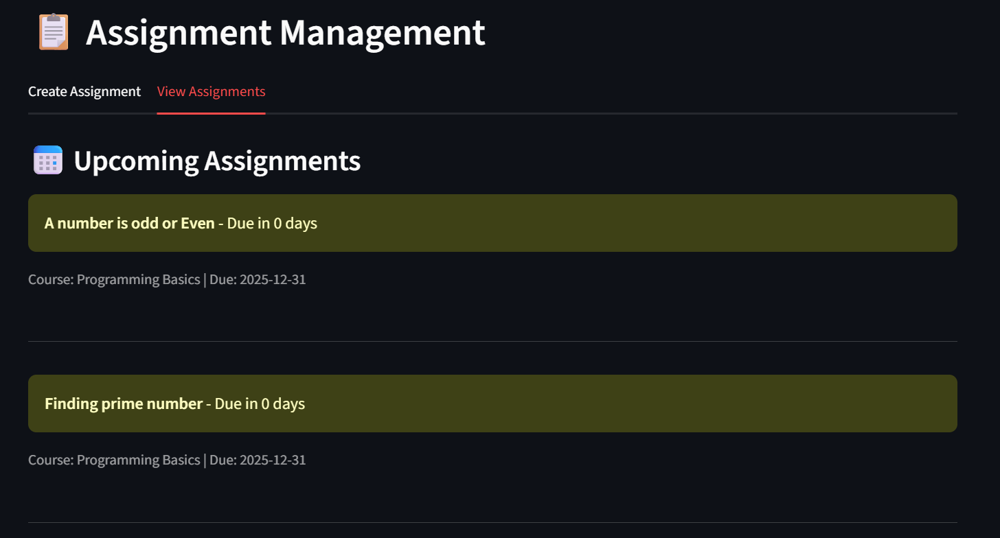 Assignment Management
Create Assignment View Assignments
Upcoming Assignments
A number is odd or Even - Due in 0 days
Course: Programming Basics | Due: 2025-12-31
Finding prime number - Due in 0 days
Course: Programming Basics | Due: 2025-12-31